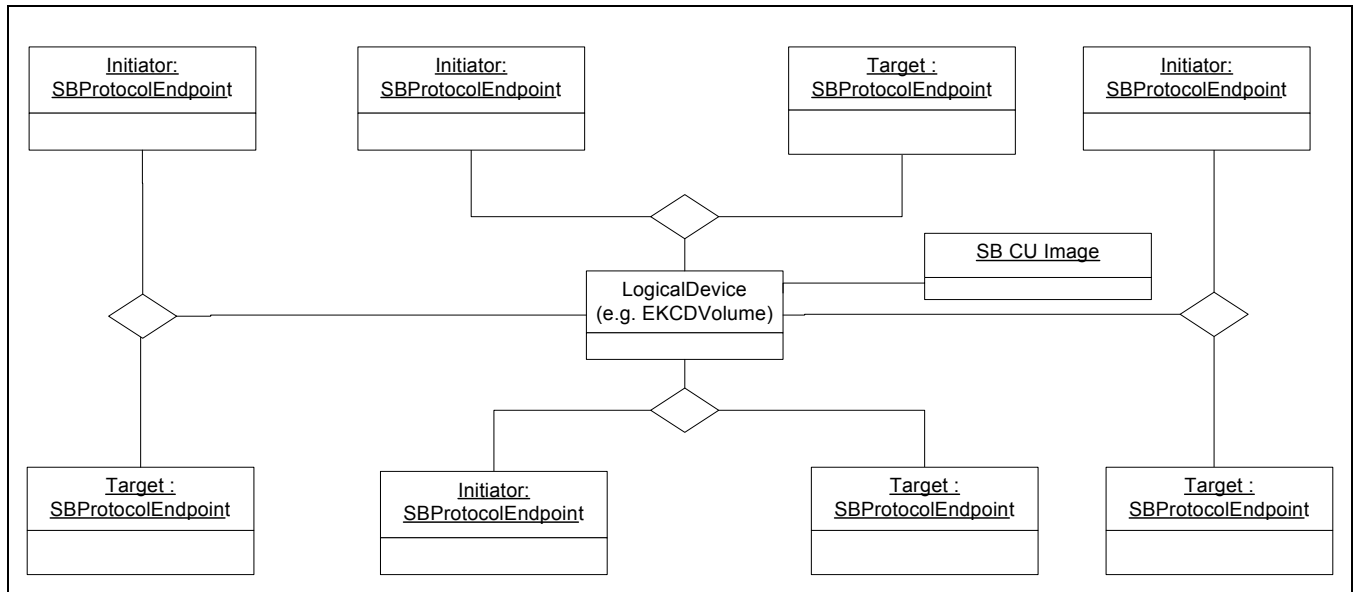 Initiator:
SBProtocolEndpoint
Initiator:
SBProtocolEndpoint
Target :
SBProtocolEndpoint
Initiator:
SBProtocolEndpoint
SB CU Image
LogicalDevice
(e.g. EKCDVolume)
Target :
SBProtocolEndpoint
Initiator:
SBProtocolEndpoint
Target :
SBProtocolEndpoint
Target :
SBProtocolEndpoint